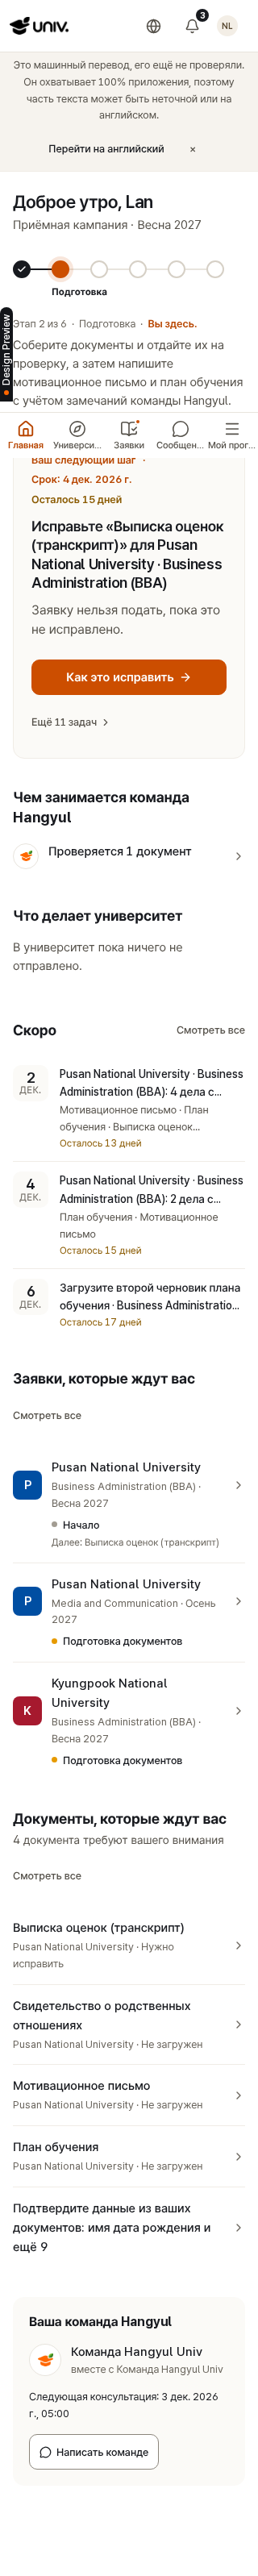 univ.
3
NL
Это машинный перевод, его ещё не проверяли.
Он охватывает 100% приложения, поэтому
часть текста может быть неточной или на
английском.
Перейти на английский ×
Доброе утро, Lan
Приёмная кампания · Весна 2027
Подготовка
Этап 2 из 6 · Подготовка · Вы здесь.
Соберите документы и отдайте их на
проверку, а затем напишите
мотивационное письмо и план обучения
с учётом замечаний команды Hangyul.
Design Preview
Главная Универси... Заявки Сообщен... Мой прог...
Ваш следующий шаг ·
Срок: 4 дек. 2026 г.
Осталось 15 дней
Исправьте «Выписка оценок
(транскрипт)» для Pusan
National University · Business
Administration (BBA)
Заявку нельзя подать, пока это
не исправлено.
Как это исправить →
Ещё 11 задач
Чем занимается команда
Hangyul
Проверяется 1 документ
Что делает университет
В университет пока ничего не
отправлено.
Скоро Смотреть все
2
ДЕК.
Pusan National University · Business
Administration (BBA): 4 дела с...
Мотивационное письмо · План
обучения · Выписка оценок...
Осталось 13 дней
4
ДЕК.
Pusan National University · Business
Administration (BBA): 2 дела с...
План обучения · Мотивационное
письмо
Осталось 15 дней
6
ДЕК.
Загрузите второй черновик плана
обучения · Business Administratio...
Осталось 17 дней
Заявки, которые ждут вас
Смотреть все
P
Pusan National University
Business Administration (BBA) ·
Весна 2027
Начало
Далее: Выписка оценок (транскрипт)
P
Pusan National University
Media and Communication · Осень
2027
Подготовка документов
K
Kyungpook National
University
Business Administration (BBA) ·
Весна 2027
Подготовка документов
Документы, которые ждут вас
4 документа требуют вашего внимания
Смотреть все
Выписка оценок (транскрипт)
Pusan National University · Нужно
исправить
Свидетельство о родственных
отношениях
Pusan National University · Не загружен
Мотивационное письмо
Pusan National University · Не загружен
План обучения
Pusan National University · Не загружен
Подтвердите данные из ваших
документов: имя дата рождения и
ещё 9
Ваша команда Hangyul
Команда Hangyul Univ
вместе с Команда Hangyul Univ
Следующая консультация: 3 дек. 2026
г., 05:00
Написать команде